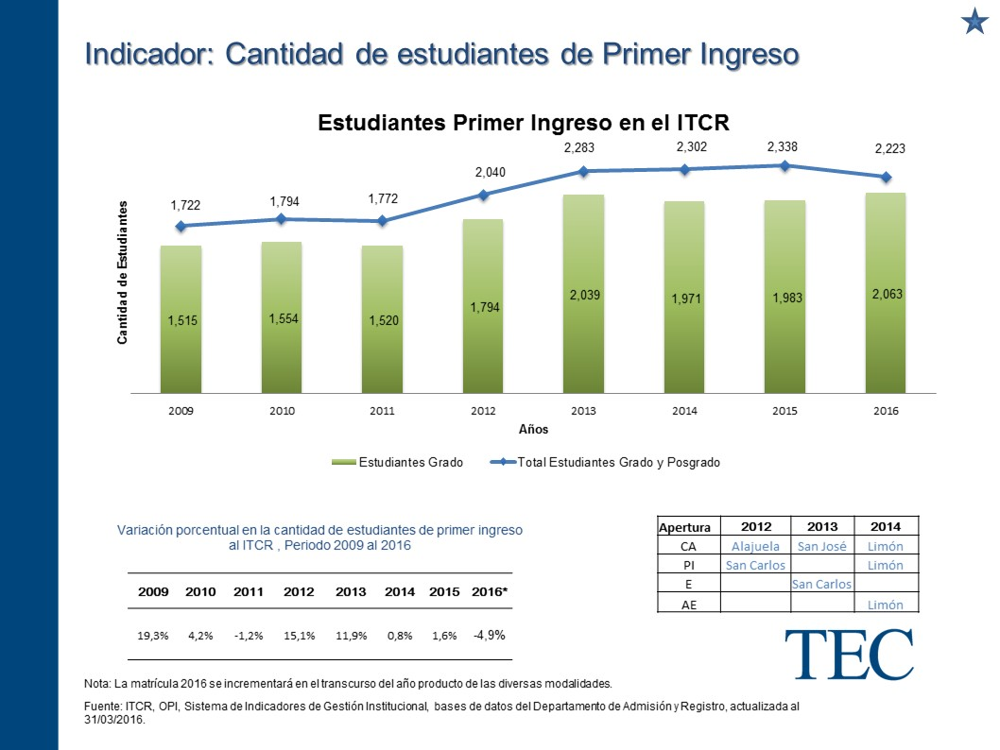 Indicador: Cantidad de estudiantes de Primer Ingreso
Estudiantes Primer Ingreso en el ITCR
1,722
1,794
1,772
2,040
2,283
2,302
2,338
2,223
Cantidad de Estudiantes
1,515
1,554
1,520
1,794
2,039
1,971
1,983
2,063
2009 2010 2011 2012 2013 2014 2015 2016
Años
Estudiantes Grado Total Estudiantes Grado y Posgrado
Variación porcentual en la cantidad de estudiantes de primer ingreso
al ITCR , Periodo 2009 al 2016
2009 2010 2011 2012 2013 2014 2015 2016*
19,3% 4,2% -1,2% 15,1% 11,9% 0,8% 1,6% -4,9%
Apertura 2012 2013 2014
CA Alajuela San José Limón
PI San Carlos Limón
E San Carlos
AE Limón
TEC
Nota: La matrícula 2016 se incrementará en el transcurso del año producto de las diversas modalidades.
Fuente: ITCR, OPI, Sistema de Indicadores de Gestión Institucional, bases de datos del Departamento de Admisión y Registro, actualizada al
31/03/2016.